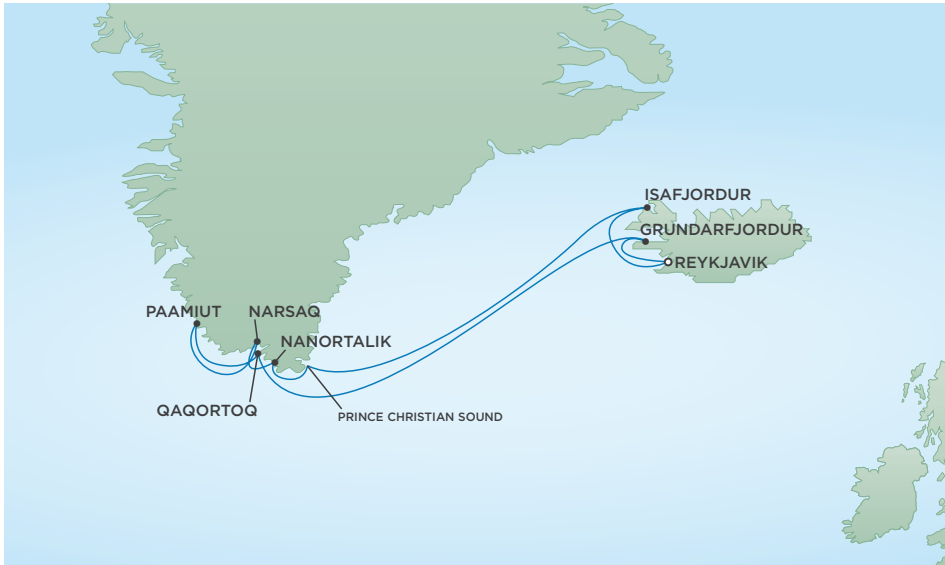 ISAFJORDUR
GRUNDARFJORDUR
REYKJAVIK
PAAMIUT
NARSAQ
NANORTALIK
QAQORTOQ
PRINCE CHRISTIAN SOUND